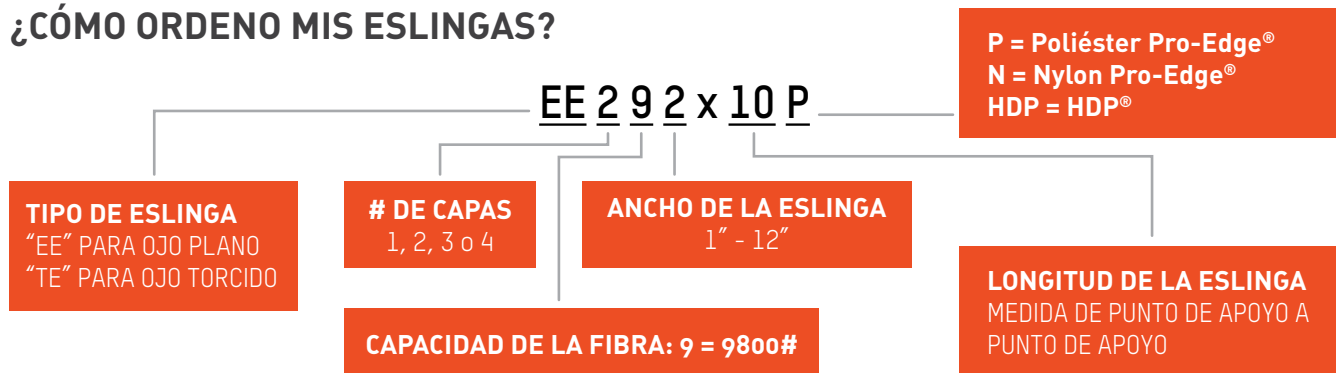 ¿CÓMO ORDENO MIS ESLINGAS?
P = Poliéster Pro-Edge®
N = Nylon Pro-Edge®
HDP = HDP®
EE 2 9 2 x 10 P
TIPO DE ESLINGA
“EE” PARA OJO PLANO
“TE” PARA OJO TORCIDO
# DE CAPAS
1, 2, 3 o 4
ANCHO DE LA ESLINGA
1” - 12”
LONGITUD DE LA ESLINGA
MEDIDA DE PUNTO DE APOYO A
PUNTO DE APOYO
CAPACIDAD DE LA FIBRA: 9 = 9800#